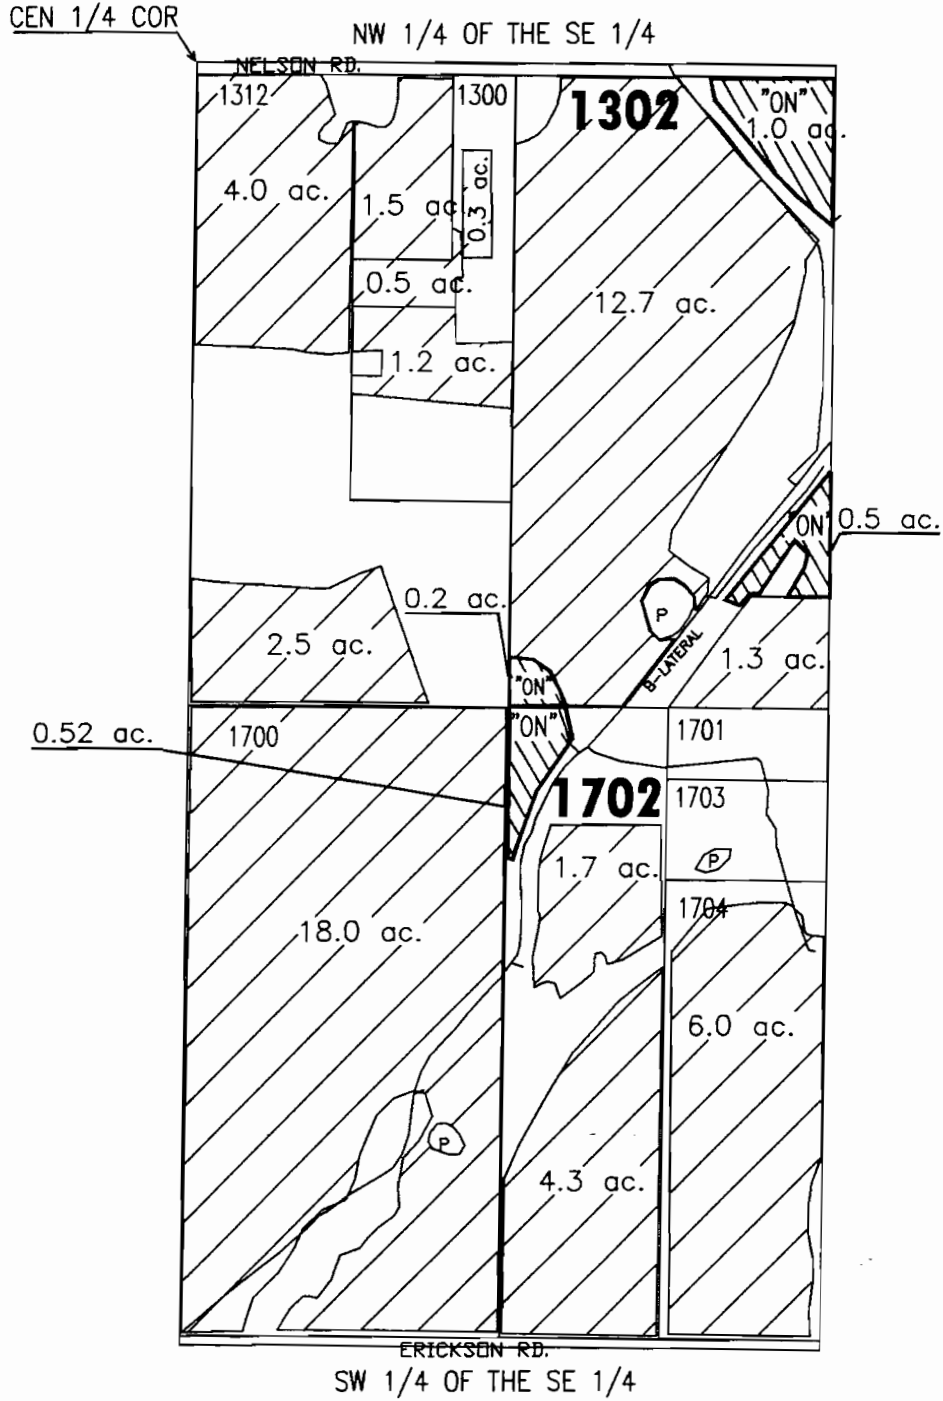 CEN 1/4 COR
NW 1/4 OF THE SE 1/4
NELSON RD.
1312
1300
1302
"ON"
1.0 ac.
4.0 ac.
1.5 ac.
0.3 ac.
0.5 ac.
12.7 ac.
1.2 ac.
"ON"
0.5 ac.
0.2 ac.
P
2.5 ac.
B-LATERAL
1.3 ac.
"ON"
0.52 ac.
1700
"ON"
1701
1702
1703
1.7 ac.
P
1704
18.0 ac.
6.0 ac.
P
4.3 ac.
ERICKSON RD.
SW 1/4 OF THE SE 1/4